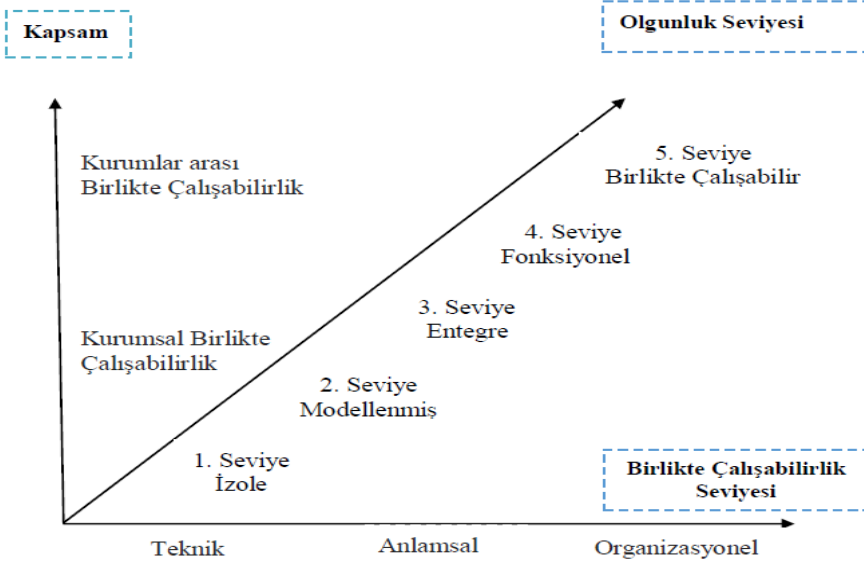 Kapsam
Olgunluk Seviyesi
Kurumlar arası
Birlikte Çalışabilirlik
5. Seviye
Birlikte Çalışabilir
4. Seviye
Fonksiyonel
3. Seviye
Entegre
Kurumsal Birlikte
Çalışabilirlik
2. Seviye
Modellenmiş
1. Seviye
İzole
Birlikte Çalışabilirlik
Seviyesi
Teknik
Anlamsal
Organizasyonel